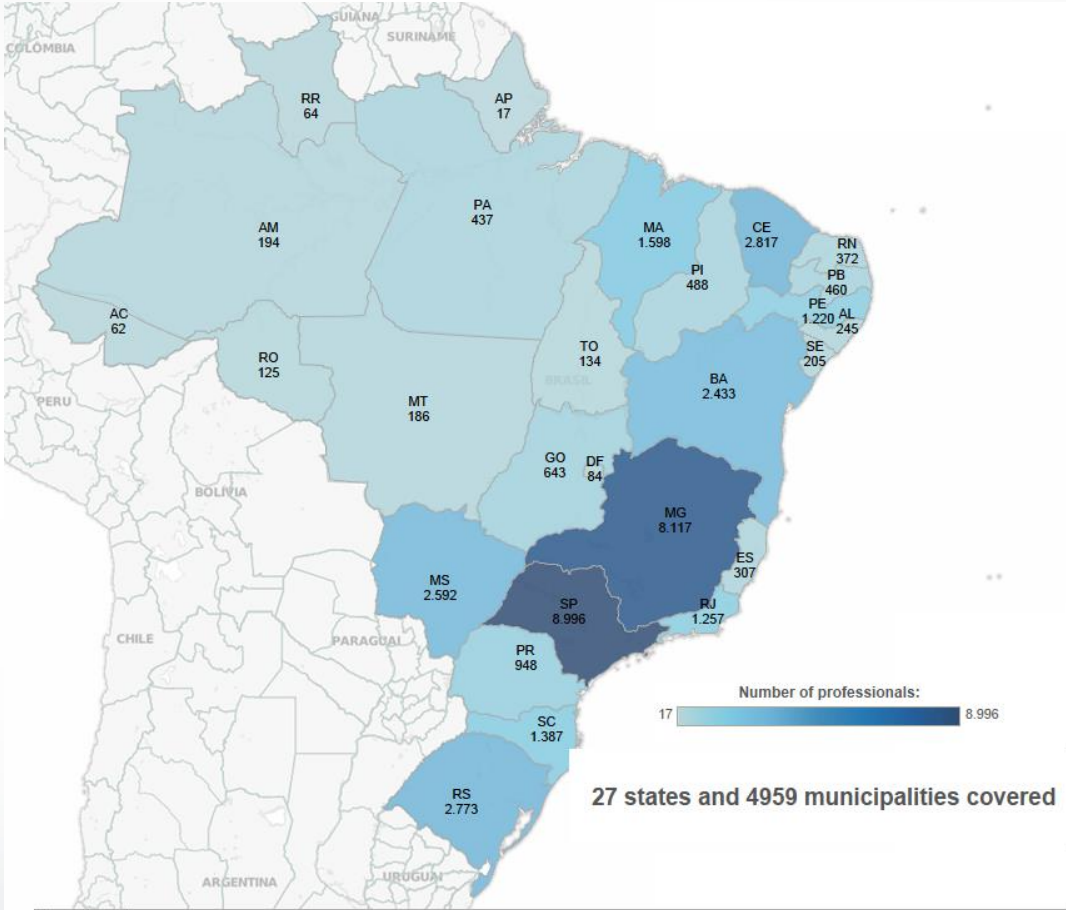 GUIANA
SURINAME
COLÔMBIA
RR
64
AP
17
PA
437
AM
194
MA
1.598
CE
2.817
RN
372
PI
488
PB
460
PE
1.220
AL
245
AC
62
SE
205
RO
125
TO
134
BRASIL
BA
2.433
MT
186
PERU
GO
643
DF
84
BOLÍVIA
MG
8.117
ES
307
MS
2.592
SP
8.996
RJ
1.257
CHILE
PARAGUAI
PR
948
Number of professionals:
17
8.996
SC
1.387
RS
2.773
27 states and 4959 municipalities covered
ARGENTINA
URUGUAI